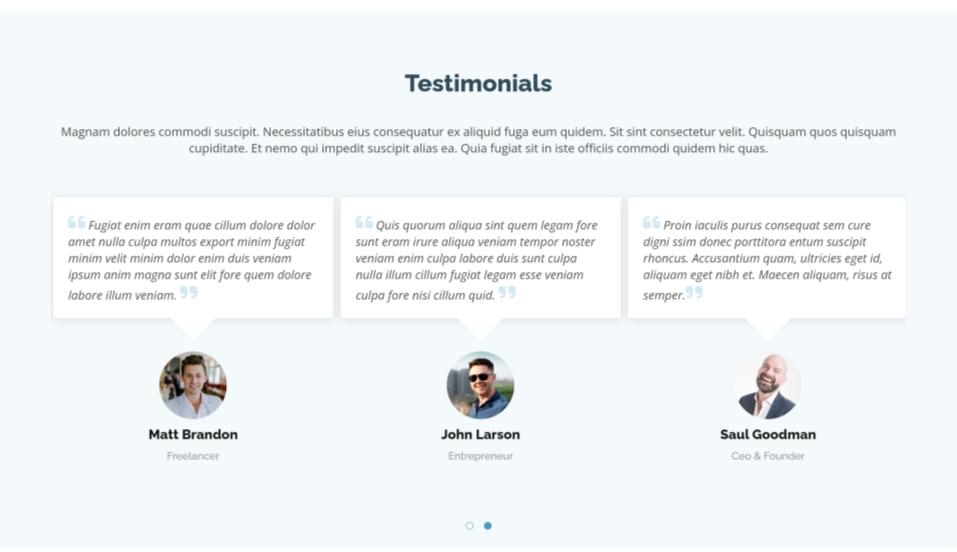 Testimonials
Magnam dolores commodi suscipit. Necessitatibus eius consequatur ex aliquid fuga eum quidem. Sit sint consectetur velit. Quisquam quos quisquam
cupiditate. Et nemo qui impedit suscipit alias ea. Quia fugiat sit in iste officiis commodi quidem hic quas.
“ Fugiat enim eram quae cillum dolore dolor
amet nulla culpa multos export minim fugiat
minim velit minim dolor enim duis veniam
ipsum anim magna sunt elit fore quem dolore
labore illum veniam. ”
“ Quis quorum aliqua sint quem legam fore
sunt eram irure aliqua veniam tempor noster
veniam enim culpa labore duis sunt culpa
nulla illum cillum fugiat legam esse veniam
culpa fore nisi cillum quid. ”
“ Proin iaculis purus consequat sem cure
digni ssim donec porttitora entum suscipit
rhoncus. Accusantium quam, ultricies eget id,
aliquam eget nibh et. Maecen aliquam, risus at
semper. ”
Matt Brandon
Freelancer
John Larson
Entrepreneur
Saul Goodman
Ceo & Founder